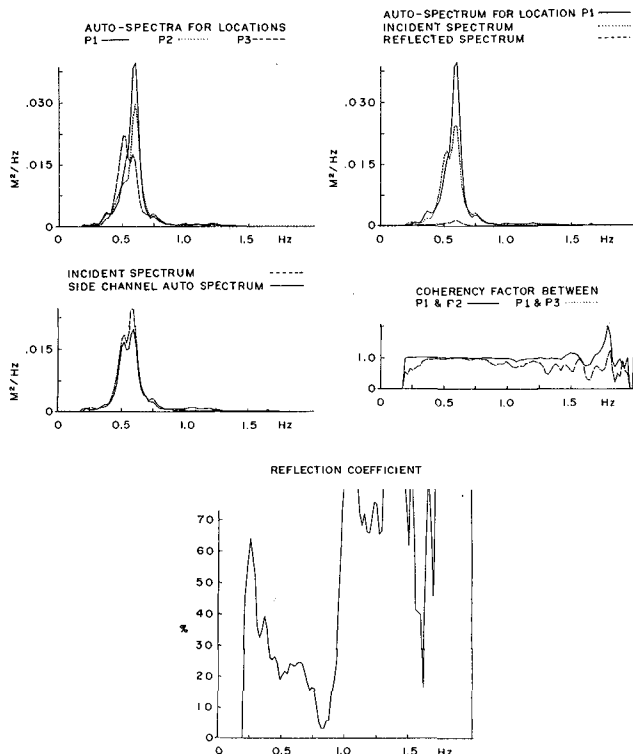 AUTO-SPECTRA FOR LOCATIONS
P1 P2 P3
.030
.015
0
M²/Hz
0 0.5 1.0 1.5 Hz
AUTO-SPECTRUM FOR LOCATION P1
INCIDENT SPECTRUM
REFLECTED SPECTRUM
.030
.015
0
M²/Hz
0 0.5 1.0 1.5 Hz
INCIDENT SPECTRUM
SIDE CHANNEL AUTO SPECTRUM
.015
0
M²/Hz
0 0.5 1.0 1.5 Hz
COHERENCY FACTOR BETWEEN
P1 & P2 P1 & P3
1.0
0
0 0.5 1.0 1.5 Hz
REFLECTION COEFFICIENT
70
60
50
40
30
20
10
0
%
0 0.5 1.0 1.5 Hz